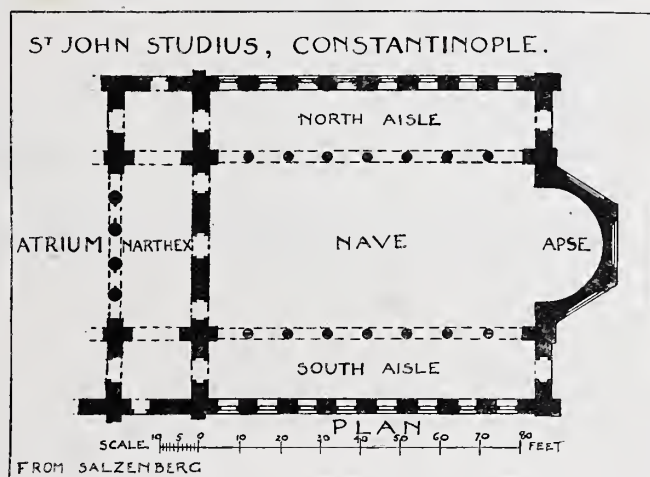 Sᵀ JOHN STUDIUS, CONSTANTINOPLE.
NORTH AISLE
ATRIUM NARTHEX NAVE APSE
SOUTH AISLE
PLAN
SCALE 10 5 0 10 20 30 40 50 60 70 80 FEET
FROM SALZENBERG